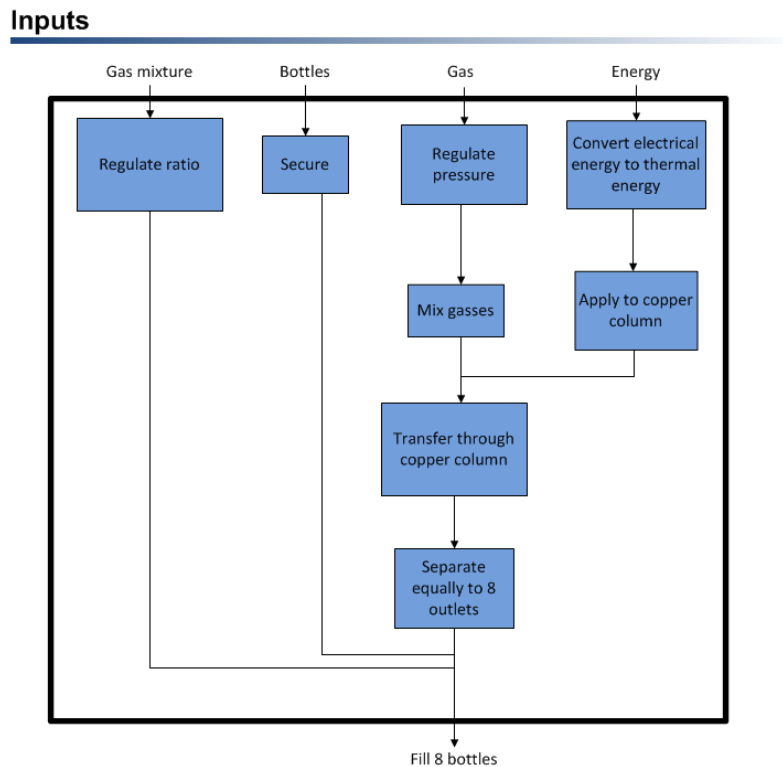 Inputs
Gas mixture
Bottles
Gas
Energy
Regulate ratio
Secure
Regulate
pressure
Convert electrical
energy to thermal
energy
Mix gasses
Apply to copper
column
Transfer through
copper column
Separate
equally to 8
outlets
Fill 8 bottles